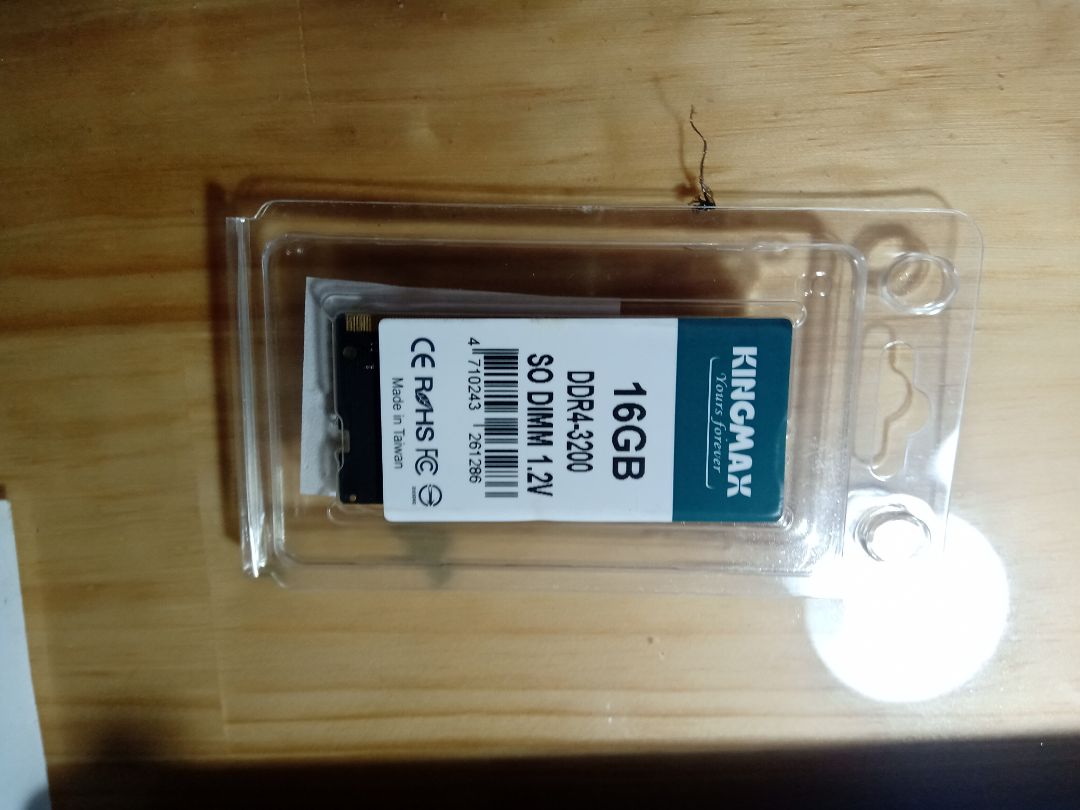 KINGMAX
Yours forever
16GB
DDR4-3200
SO DIMM 1.2V
4 710243 261286
CE RoHS FC
Made in Taiwan